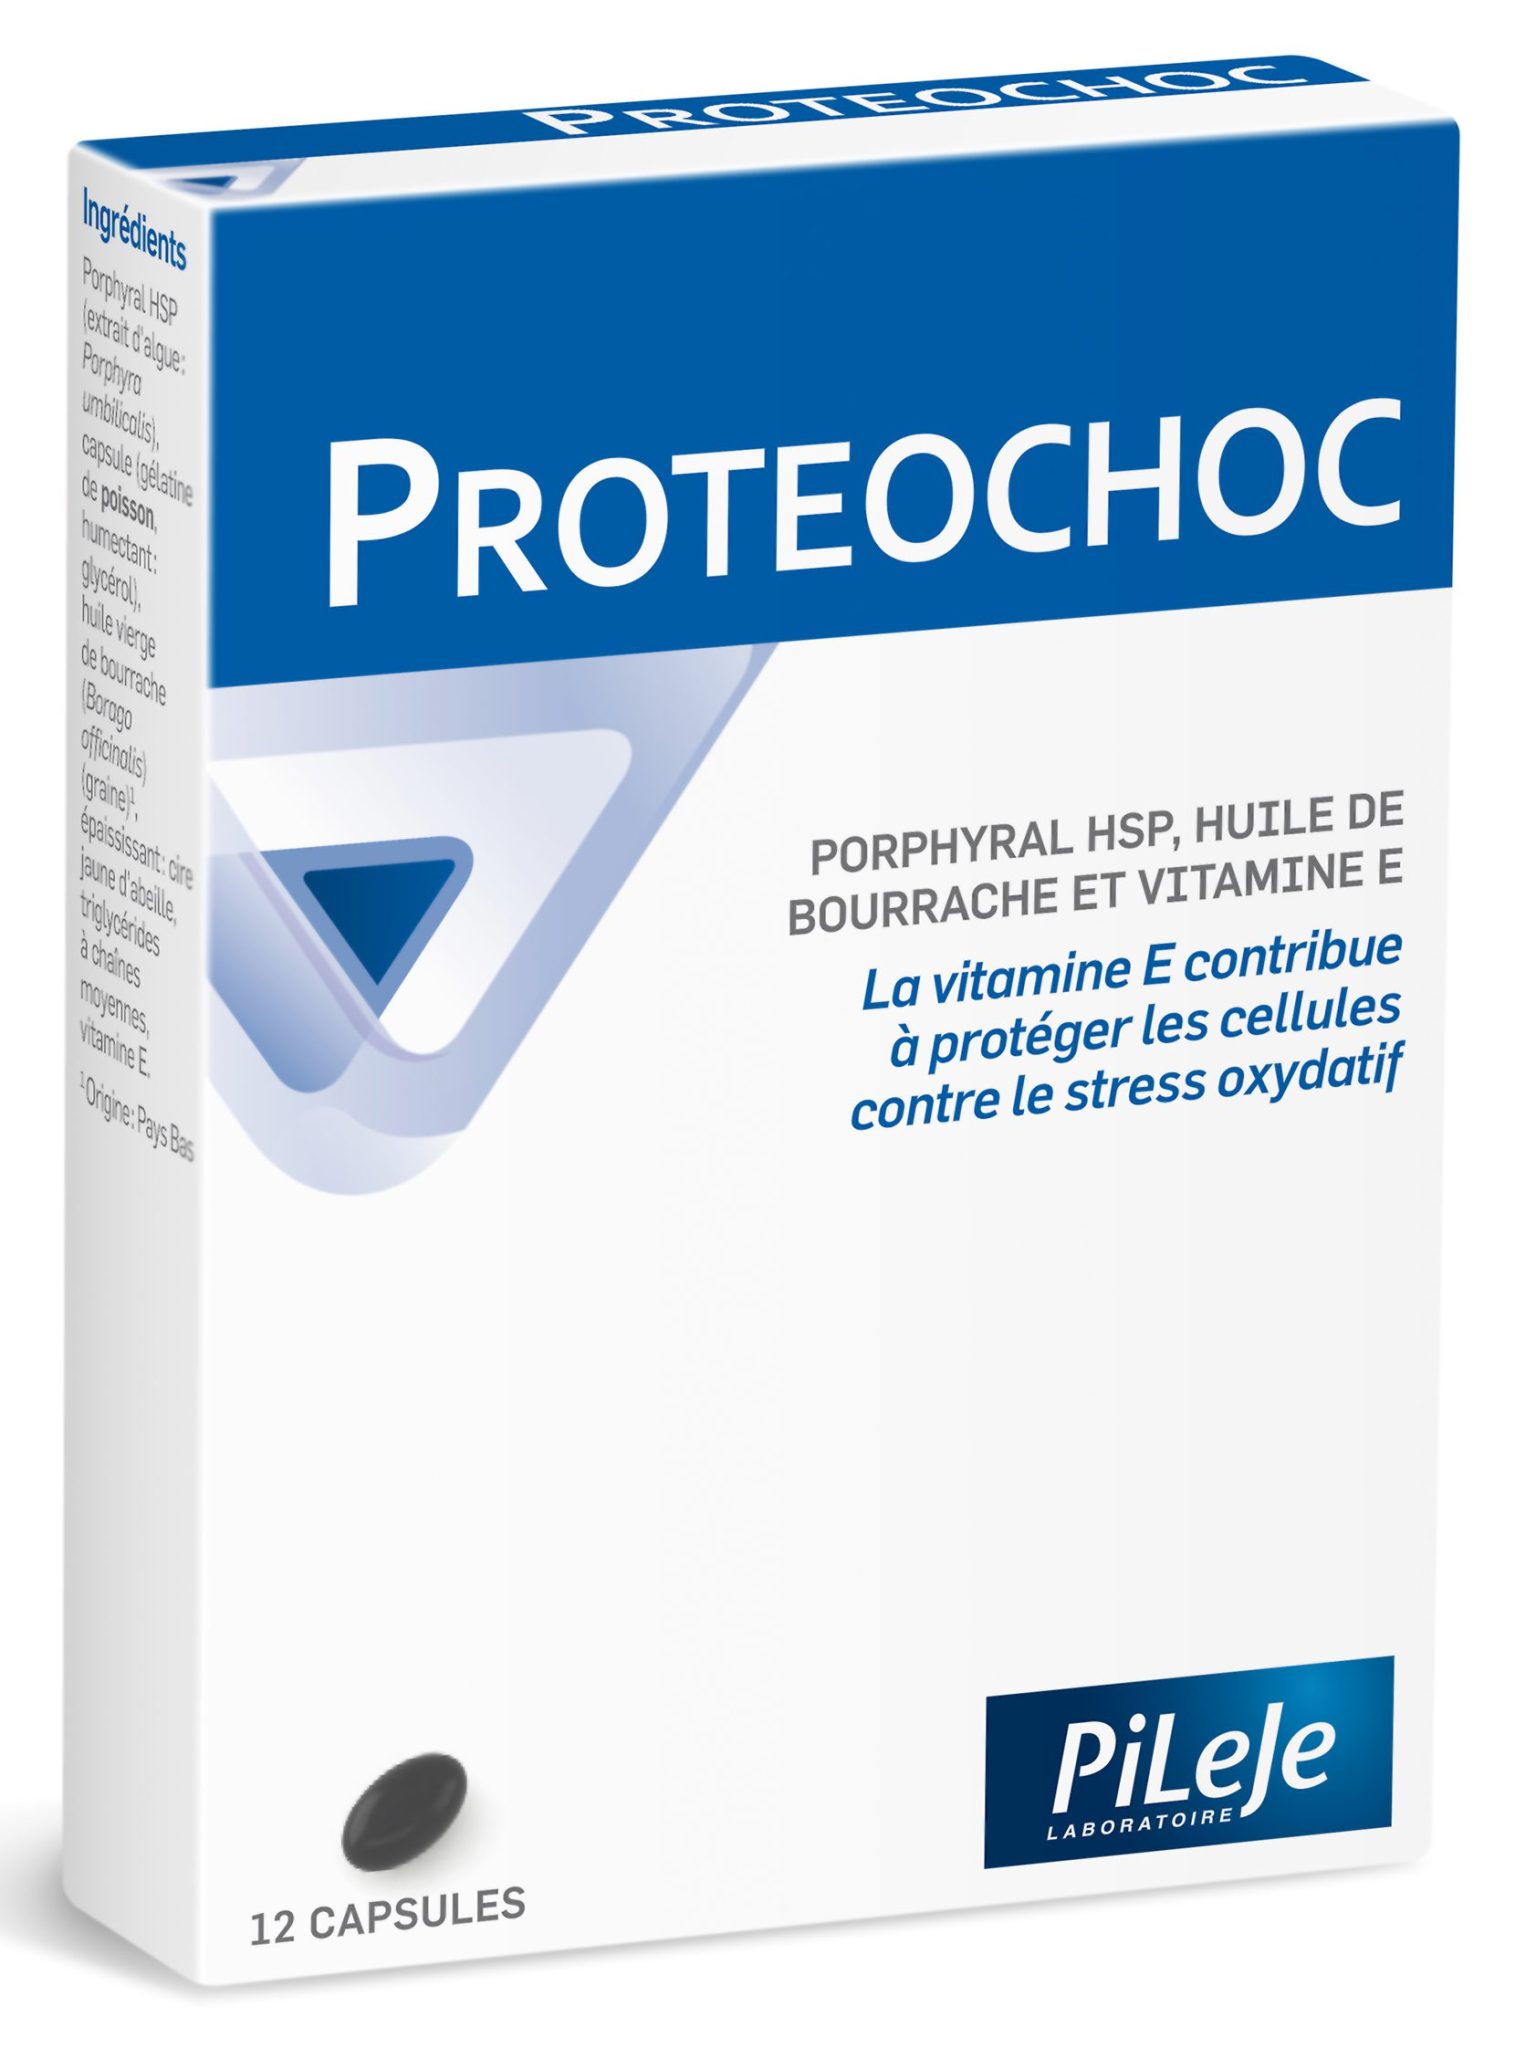 PROTEOCHOC
Ingrédients
Porphyral HSP
(extrait d'algue :
Porphyra
umbilicalis),
capsule (gélatine
de poisson,
humectant :
glycérol),
huile vierge
de bourrache
(Borago
officinalis)
(graine)¹,
épaississant : cire
jaune d'abeille,
triglycérides
à chaînes
moyennes,
vitamine E.
¹Origine : Pays Bas
PROTEOCHOC
PORPHYRAL HSP, HUILE DE
BOURRACHE ET VITAMINE E
La vitamine E contribue
à protéger les cellules
contre le stress oxydatif
12 CAPSULES
PiLeJe
LABORATOIRE